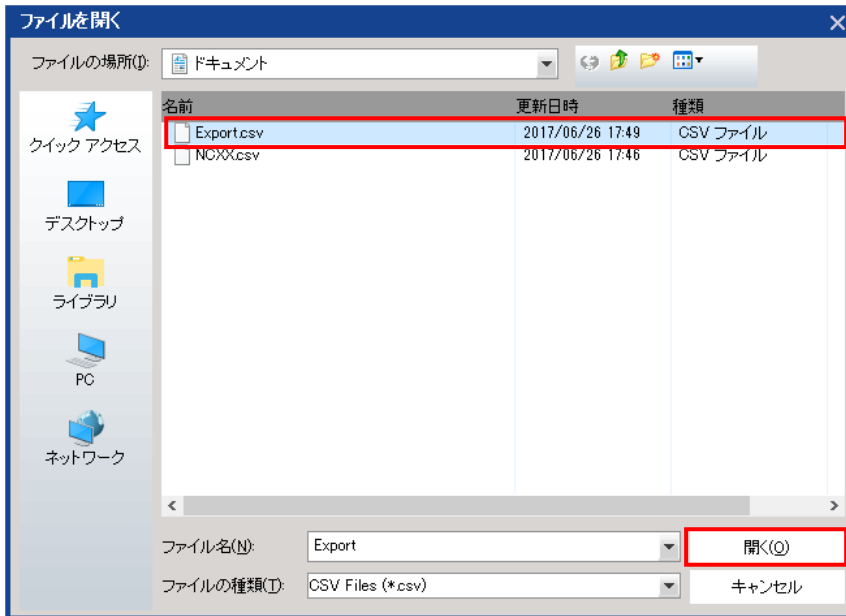 ファイルを開く
ファイルの場所(I): ドキュメント
名前 更新日時 種類
Export.csv 2017/06/26 17:49 CSV ファイル
NCXX.csv 2017/06/26 17:46 CSV ファイル
クイック アクセス
デスクトップ
ライブラリ
PC
ネットワーク
ファイル名(N): Export 開く(O)
ファイルの種類(T): CSV Files (*.csv) キャンセル